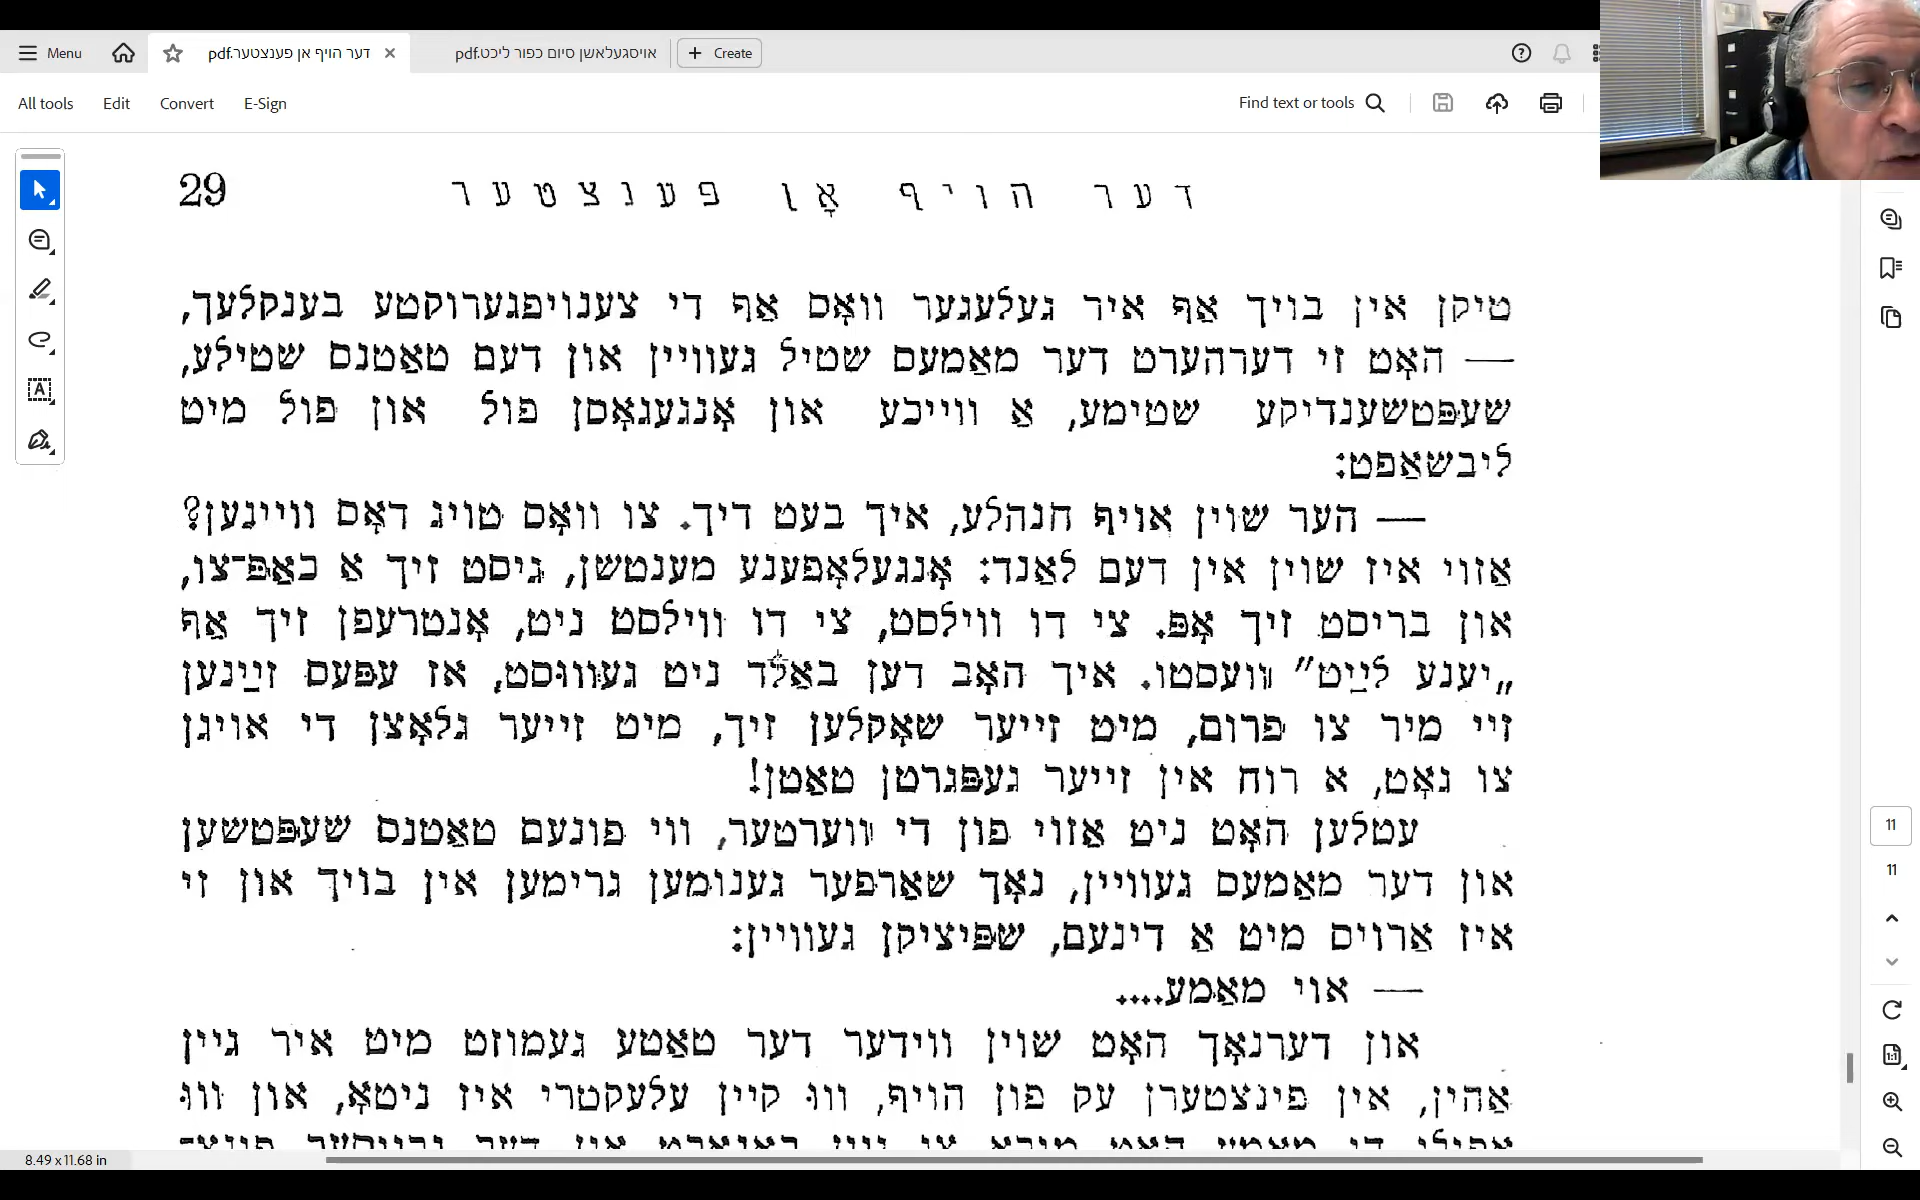 Menu
דער הויף אן פענצטער.pdf
אויסגעלאשן סיום כפור ליכט.pdf
Create
All tools
Edit
Convert
E-Sign
Find text or tools
29
דער הויף אָן פענצטער
טיקן אין בויך אַף איר געלעגער וואָס אַף די צענויפגערוקטע בענקלעך,
— האָט זי דערהערט דער מאַמעס שטיל געוויין און דעם טאַטנס שטילע,
שעפּטשענדיקע שטימע, אַ ווייכע און אָנגעגאָסן פול און פול מיט
ליבשאַפט:
— הער שוין אויף חנהלע, איך בעט דיך. צו וואָס טויג דאָס וויינען?
אַזוי איז שוין אין דעם לאַנד: אָנגעלאָפענע מענטשן, גיסט זיך אַ כאַפּ־צו,
און בריסט זיך אָפּ. צי דו ווילסט, צי דו ווילסט ניט, אָנטרעפן זיך אַף
„יענע לײַט" וועסטו. איך האָב דען באַלד ניט געוווּסט, אז עפּעס זײַנען
זיי מיר צו פרום, מיט זייער שאָקלען זיך, מיט זייער גלאָצן די אויגן
צו גאָט, א רוח אין זייער געפּגרטן טאַטן!
עטלען האָט ניט אַזוי פון די ווערטער, ווי פונעם טאַטנס שעפּטשען
און דער מאַמעס געוויין, נאָך שאַרפער גענומען גרימען אין בויך און זי
איז אַרויס מיט אַ דינעם, שפּיציקן געוויין:
— אוי מאַמע....
און דערנאָך האָט שוין ווידער דער טאַטע געמוזט מיט איר גיין
אַהין, אין פינצטערן עק פון הויף, ווּ קיין עלעקטרי איז ניטאָ, און ווּ
11
11
8.49 x 11.68 in